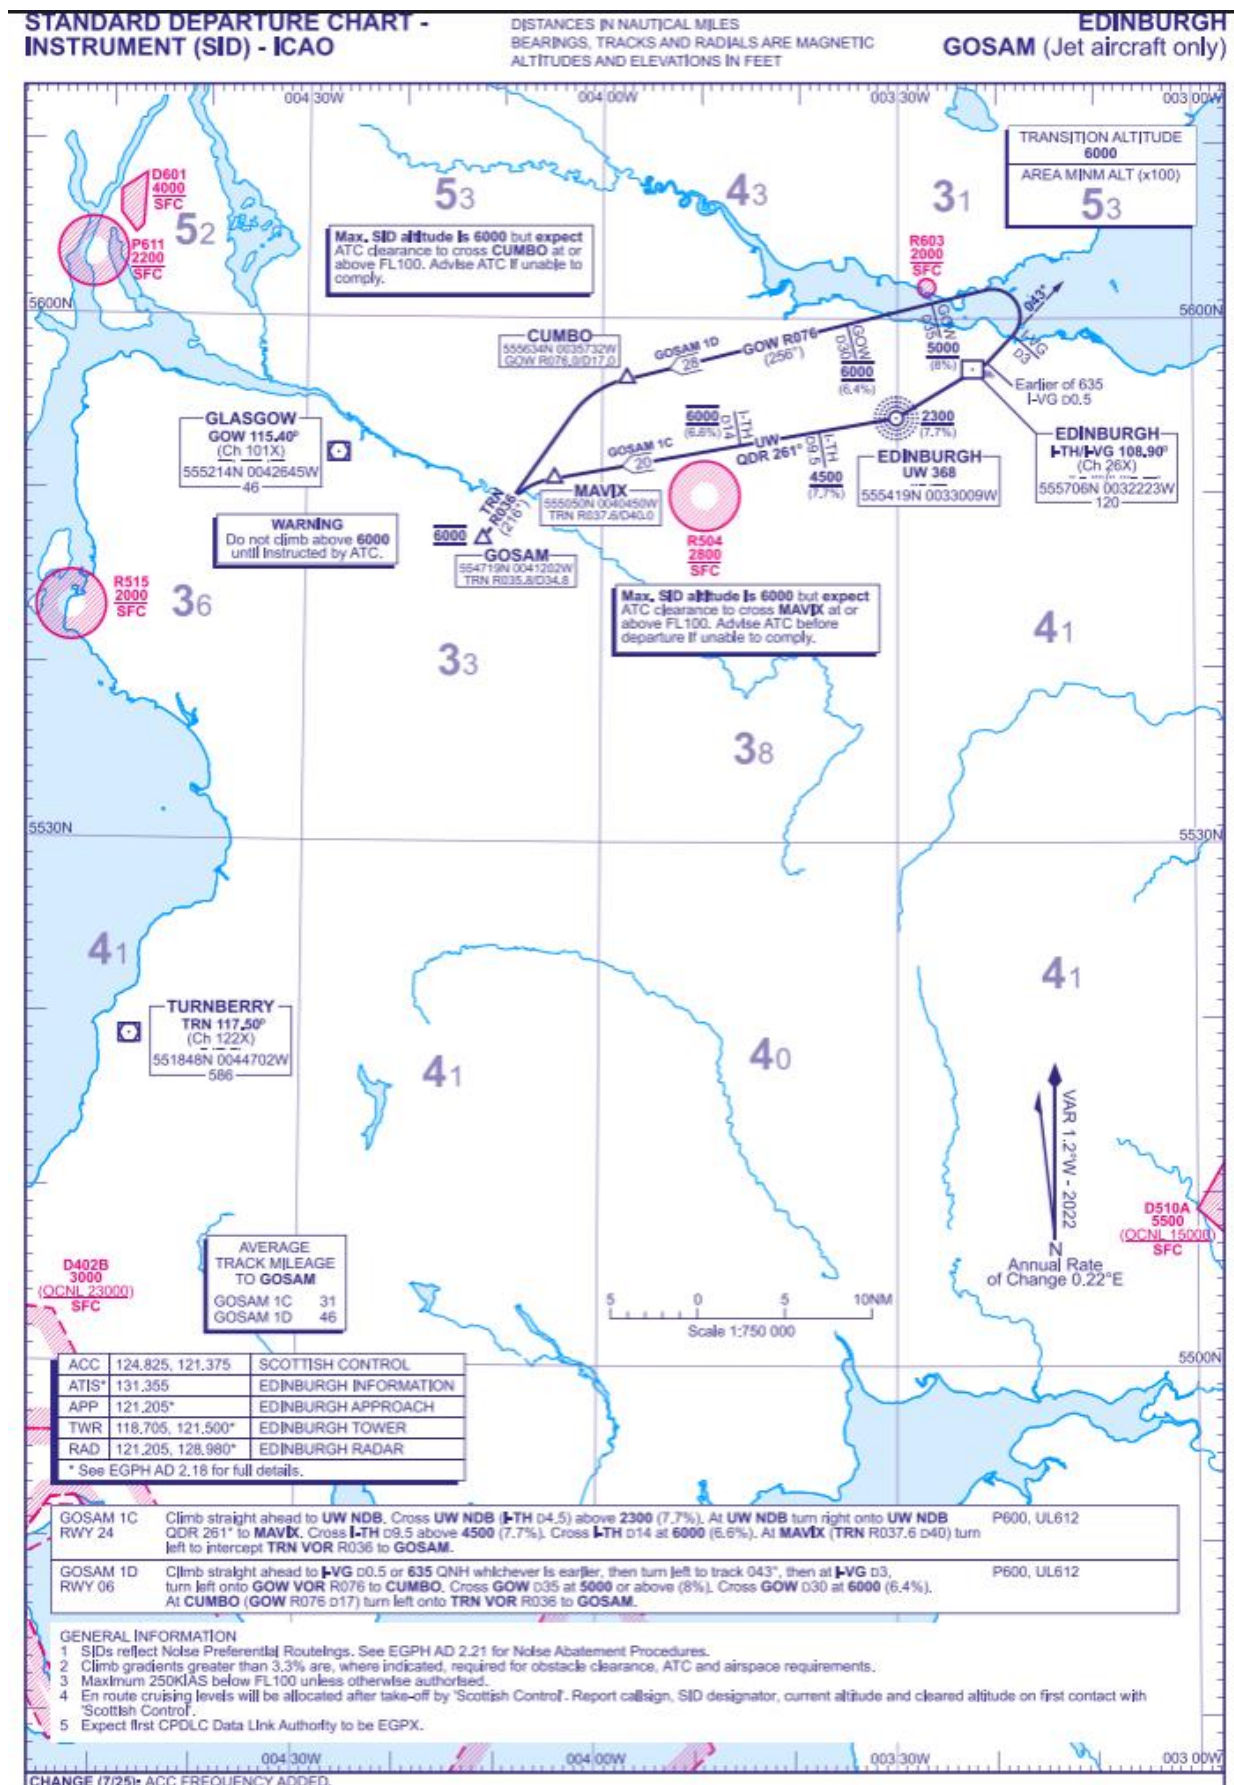 STANDARD DEPARTURE CHART -
INSTRUMENT (SID) - ICAO
DISTANCES IN NAUTICAL MILES
BEARINGS, TRACKS AND RADIALS ARE MAGNETIC
ALTITUDES AND ELEVATIONS IN FEET
EDINBURGH
GOSAM (Jet aircraft only)
004 30W
004 00W
003 30W
003 00W
TRANSITION ALTITUDE
6000
AREA MINM ALT (x100)
53
D601
4000
SFC
52
53
43
31
P611
2200
SFC
R603
2000
SFC
Max. SID altitude is 6000 but expect
ATC clearance to cross CUMBO at or
above FL100. Advise ATC if unable to
comply.
5600N
5600N
043°
I-VG
D3
CUMBO
555634N 0035732W
GOW R076.0/D17.0
GOSAM 1D
28
GOW R076
(256°)
GOW
D30
6000
(6.4%)
GOW
D35
5000
(8%)
Earlier of 635
I-VG D0.5
GLASGOW
GOW 115.40°
(Ch 101X)
555214N 0042645W
46
6000
(6.6%)
I-TH
D14
GOSAM 1C
20
UW
QDR 261°
I-TH
D9.5
4500
(7.7%)
2300
(7.7%)
EDINBURGH
UW 368
555419N 0033009W
EDINBURGH
I-TH/I-VG 108.90°
(Ch 26X)
555706N 0032223W
120
MAVIX
555050N 0040450W
TRN R037.6/D40.0
TRN
R036
(216°)
6000
GOSAM
554719N 0041202W
TRN R035.8/D34.8
WARNING
Do not climb above 6000
until instructed by ATC.
R504
2800
SFC
R515
2000
SFC
36
Max. SID altitude is 6000 but expect
ATC clearance to cross MAVIX at or
above FL100. Advise ATC before
departure if unable to comply.
41
33
38
5530N
5530N
41
41
TURNBERRY
TRN 117.50°
(Ch 122X)
551848N 0044702W
586
41
40
VAR 1.2°W - 2022
N
Annual Rate
of Change 0.22°E
D510A
5500
(OCNL 15000)
SFC
D402B
3000
(OCNL 23000)
SFC
AVERAGE
TRACK MILEAGE
TO GOSAM
GOSAM 1C 31
GOSAM 1D 46
5 0 5 10NM
Scale 1:750 000
5500N
ACC 124.825, 121.375 SCOTTISH CONTROL
ATIS* 131.355 EDINBURGH INFORMATION
APP 121.205* EDINBURGH APPROACH
TWR 118.705, 121.500* EDINBURGH TOWER
RAD 121.205, 128.980* EDINBURGH RADAR
* See EGPH AD 2.18 for full details.
GOSAM 1C Climb straight ahead to UW NDB. Cross UW NDB (I-TH D4.5) above 2300 (7.7%). At UW NDB turn right onto UW NDB P600, UL612
RWY 24 QDR 261° to MAVIX. Cross I-TH D9.5 above 4500 (7.7%). Cross I-TH D14 at 6000 (6.6%). At MAVIX (TRN R037.6 D40) turn
left to intercept TRN VOR R036 to GOSAM.
GOSAM 1D Climb straight ahead to I-VG D0.5 or 635 QNH whichever is earlier, then turn left to track 043°, then at I-VG D3, P600, UL612
RWY 06 turn left onto GOW VOR R076 to CUMBO. Cross GOW D35 at 5000 or above (8%). Cross GOW D30 at 6000 (6.4%).
At CUMBO (GOW R076 D17) turn left onto TRN VOR R036 to GOSAM.
GENERAL INFORMATION
1 SIDs reflect Noise Preferential Routeings. See EGPH AD 2.21 for Noise Abatement Procedures.
2 Climb gradients greater than 3.3% are, where indicated, required for obstacle clearance, ATC and airspace requirements.
3 Maximum 250KIAS below FL100 unless otherwise authorised.
4 En route cruising levels will be allocated after take-off by 'Scottish Control'. Report callsign, SID designator, current altitude and cleared altitude on first contact with
'Scottish Control'.
5 Expect first CPDLC Data Link Authority to be EGPX.
004 30W
004 00W
003 30W
003 00W
CHANGE (7/25): ACC FREQUENCY ADDED.